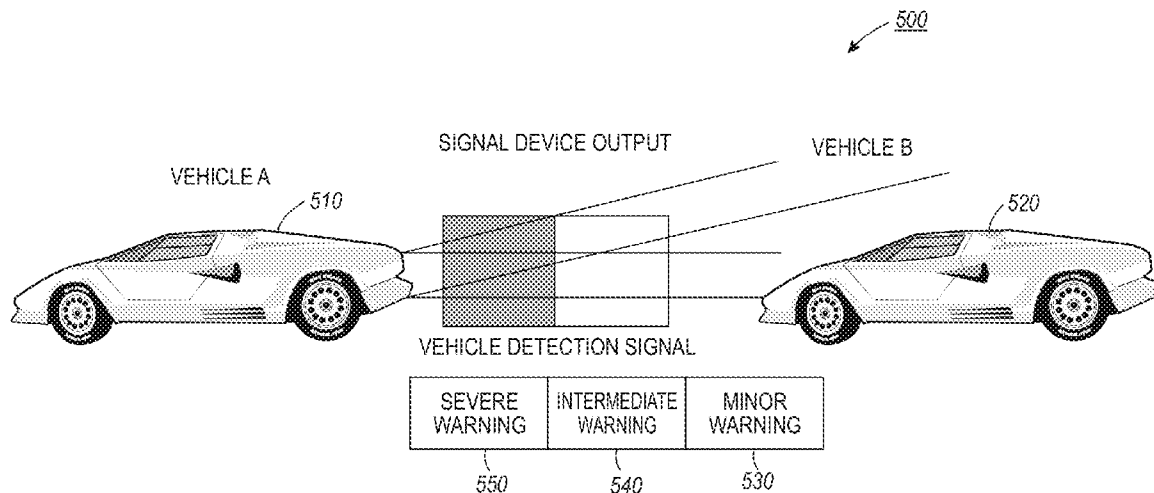 500
SIGNAL DEVICE OUTPUT
VEHICLE B
VEHICLE A
510
520
VEHICLE DETECTION SIGNAL
SEVERE WARNING
INTERMEDIATE WARNING
MINOR WARNING
550
540
530